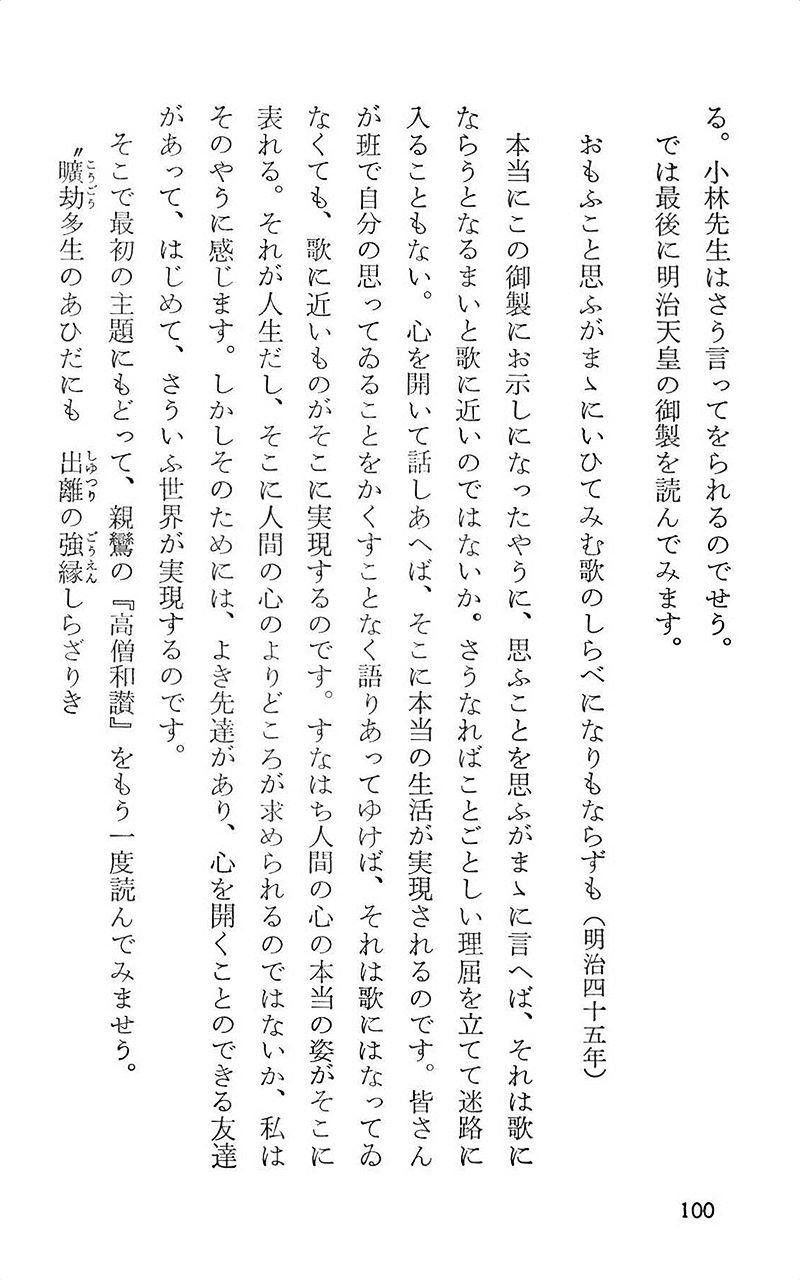 る。小林先生はさう言ってをられるのでせう。
では最後に明治天皇の御製を読んでみます。
おもふこと思ふがまゝにいひてみむ歌のしらべになりもならずも（明治四十五年）
本当にこの御製にお示しになったやうに、思ふことを思ふがまゝに言へば、それは歌に
ならうとなるまいと歌に近いのではないか。さうなればことごとしい理屈を立てて迷路に
入ることもない。心を開いて話しあへば、そこに本当の生活が実現されるのです。皆さん
が班で自分の思ってゐることをかくすことなく語りあってゆけば、それは歌にはなってゐ
なくても、歌に近いものがそこに実現するのです。すなはち人間の心の本当の姿がそこに
表れる。それが人生だし、そこに人間の心のよりどころが求められるのではないか、私は
そのやうに感じます。しかしそのためには、よき先達があり、心を開くことのできる友達
があって、はじめて、さういふ世界が実現するのです。
そこで最初の主題にもどって、親鸞の『高僧和讃』をもう一度読んでみませう。
〃曠劫多生のあひだにも　出離の強縁しらざりき
こうごう　しゆつり　ごうえん
100